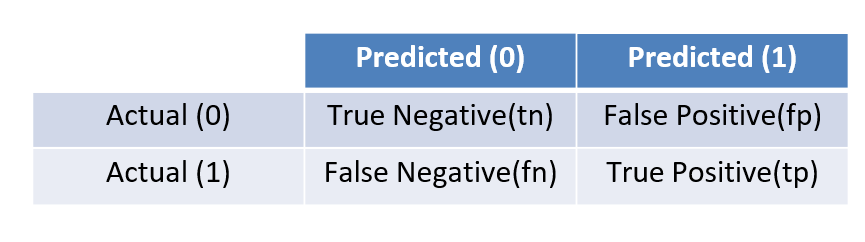 Predicted (0) Predicted (1)
Actual (0) True Negative(tn) False Positive(fp)
Actual (1) False Negative(fn) True Positive(tp)